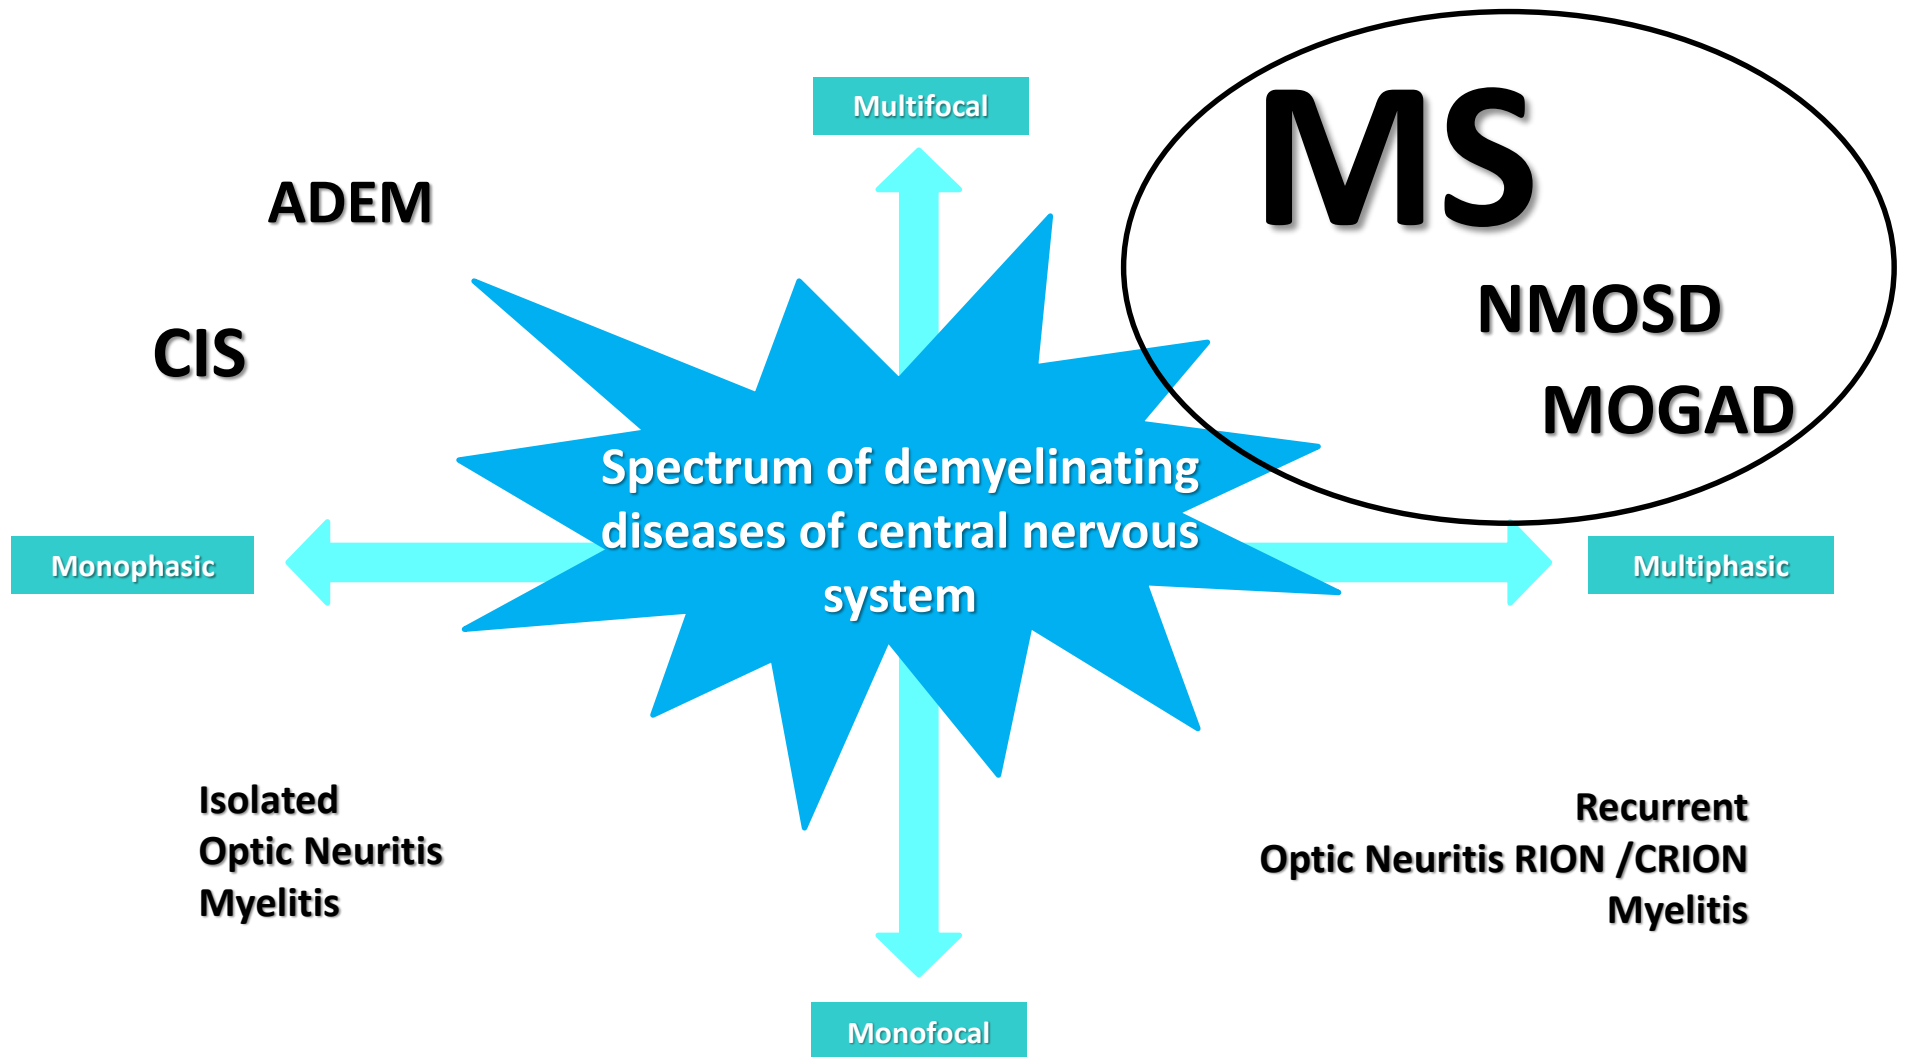 Multifocal
MS
ADEM
NMOSD
CIS
MOGAD
Spectrum of demyelinating
diseases of central nervous
system
Monophasic
Multiphasic
Isolated
Optic Neuritis
Myelitis
Recurrent
Optic Neuritis RION /CRION
Myelitis
Monofocal